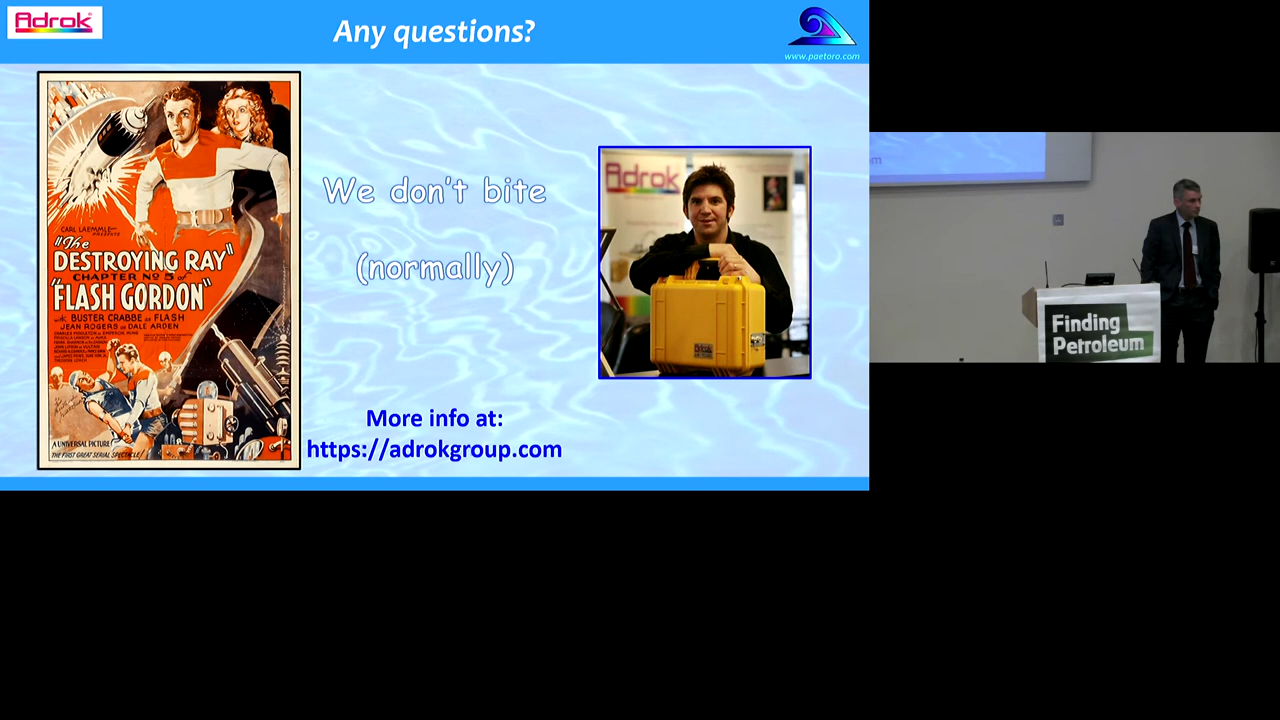 Adrok®
Any questions?
www.paetoro.com
CARL LAEMMLE
PRESENTS
"The
DESTROYING RAY"
CHAPTER NO 5 of
"FLASH GORDON"
with BUSTER CRABBE as FLASH
JEAN ROGERS as DALE ARDEN
A UNIVERSAL PICTURE
THE FIRST GREAT SERIAL SPECTACLE!
We don't bite
(normally)
Adrok
More info at:
https://adrokgroup.com
Finding
Petroleum